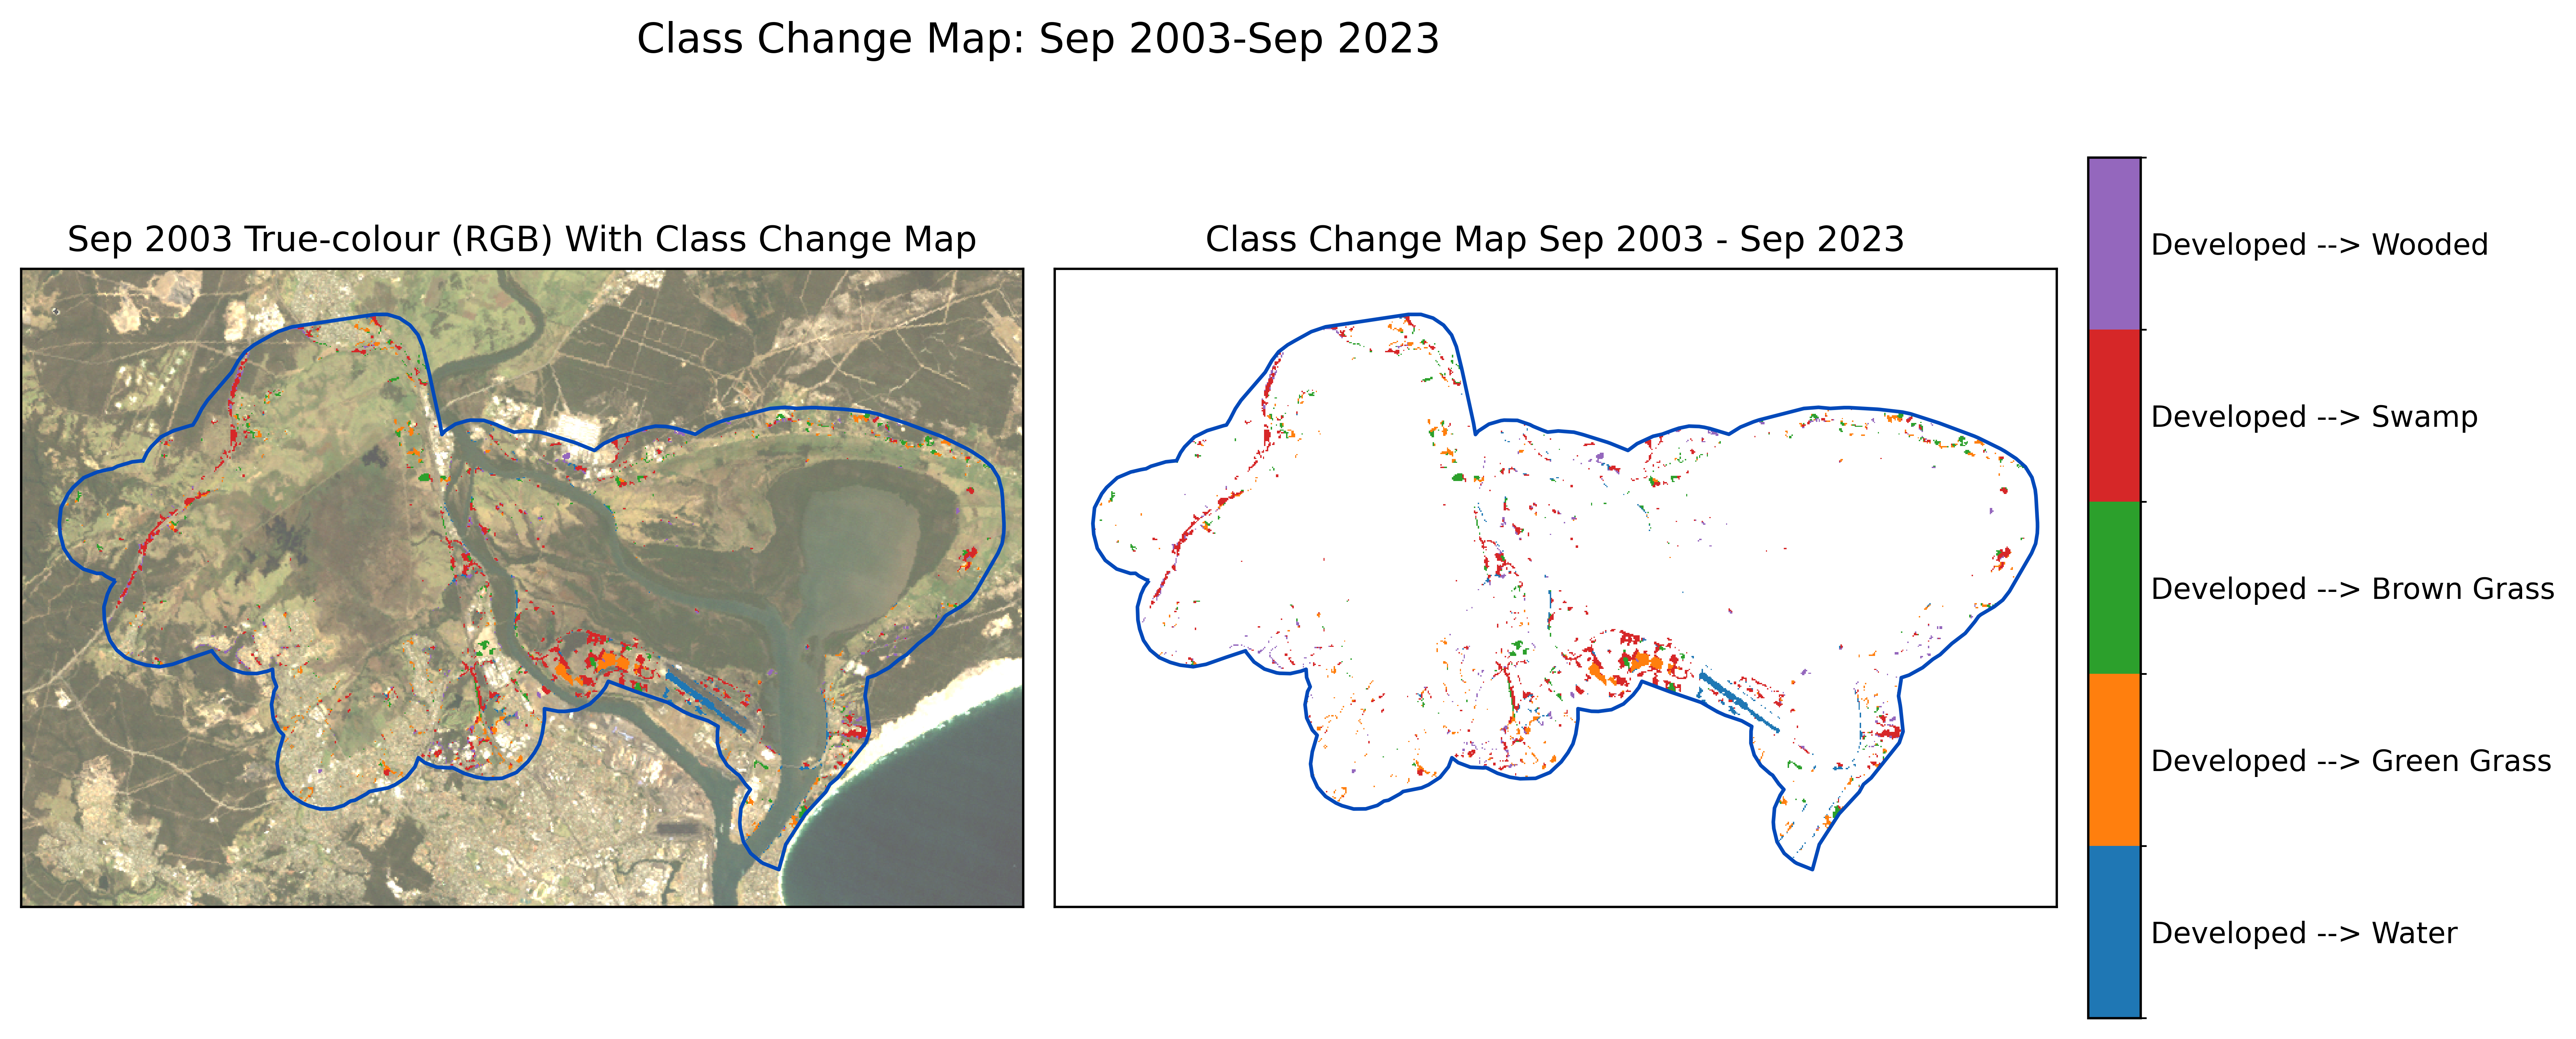 Class Change Map: Sep 2003-Sep 2023
Sep 2003 True-colour (RGB) With Class Change Map
Class Change Map Sep 2003 - Sep 2023
Developed --> Wooded
Developed --> Swamp
Developed --> Brown Grass
Developed --> Green Grass
Developed --> Water